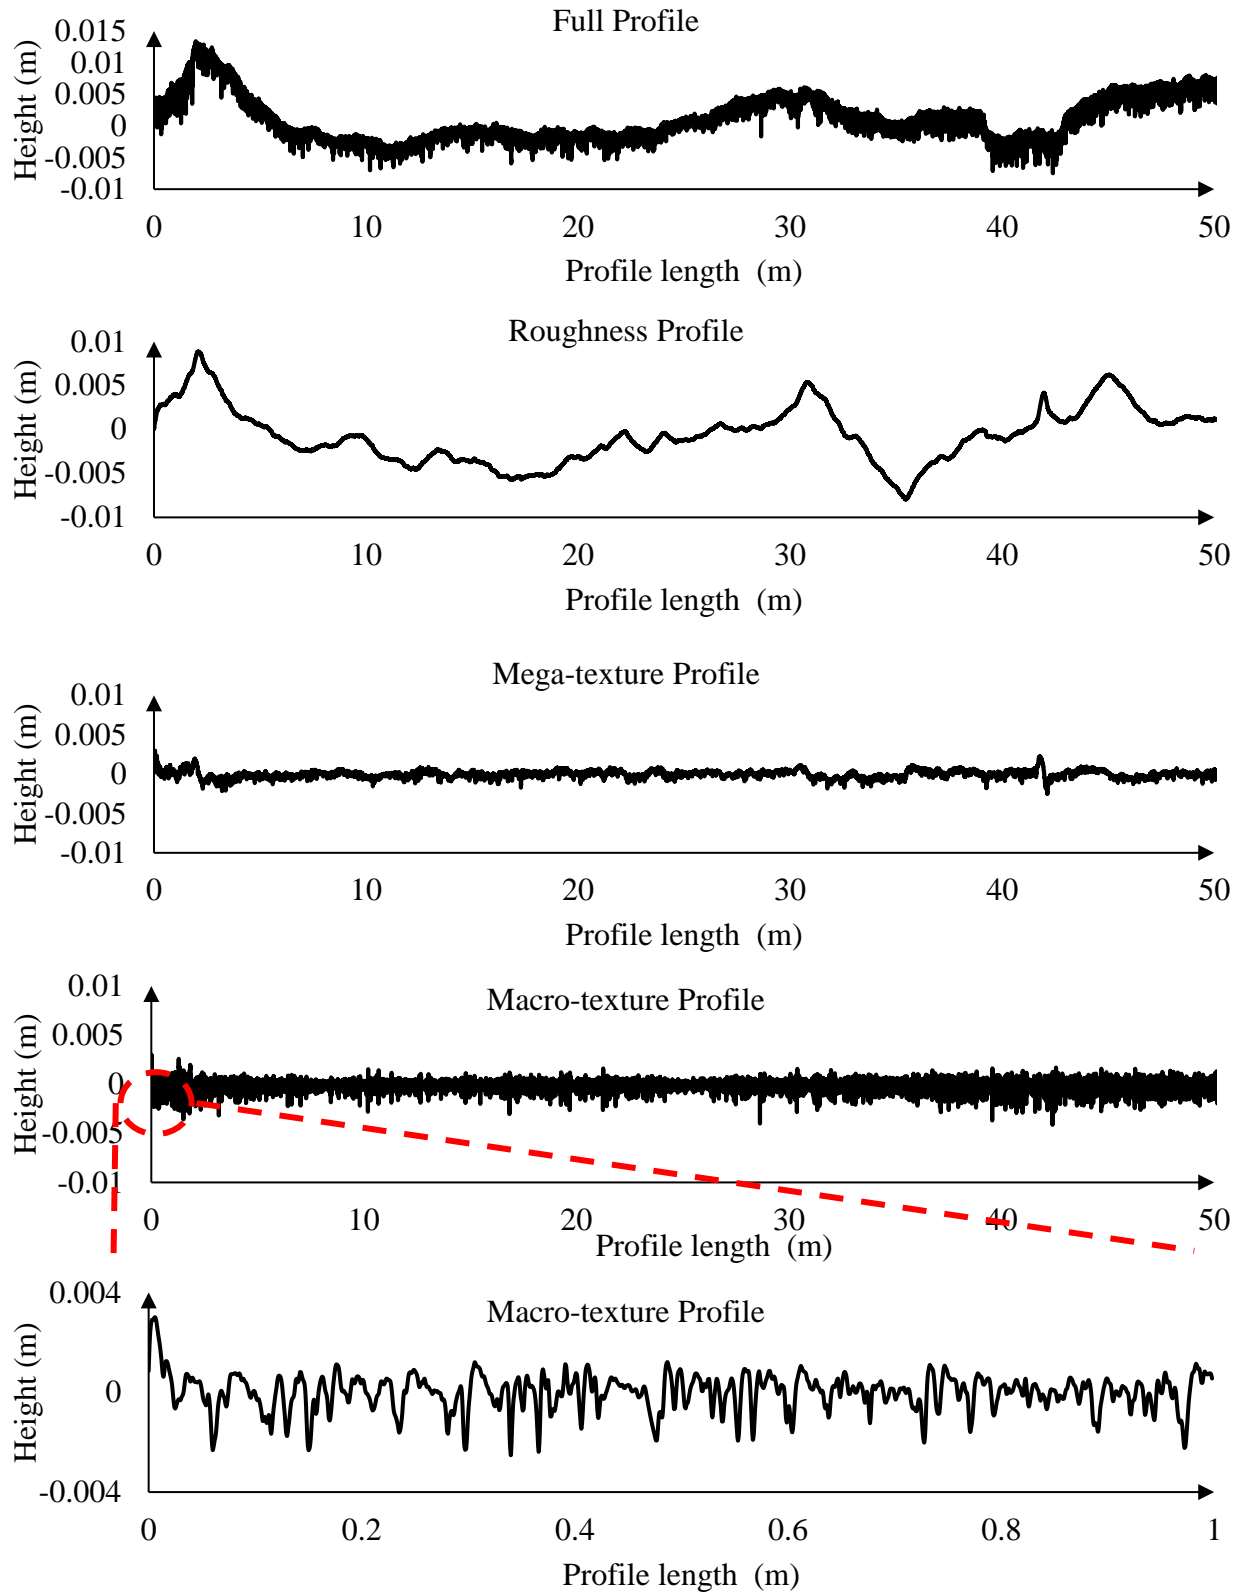 Full Profile
Height (m)
0.015
0.01
0.005
0
-0.005
-0.01
0 10 20 30 40 50
Profile length (m)
Roughness Profile
Height (m)
0.01
0.005
0
-0.005
-0.01
0 10 20 30 40 50
Profile length (m)
Mega-texture Profile
Height (m)
0.01
0.005
0
-0.005
-0.01
0 10 20 30 40 50
Profile length (m)
Macro-texture Profile
Height (m)
0.01
0.005
0
-0.005
-0.01
0 10 20 30 40 50
Profile length (m)
Macro-texture Profile
Height (m)
0.004
0
-0.004
0 0.2 0.4 0.6 0.8 1
Profile length (m)